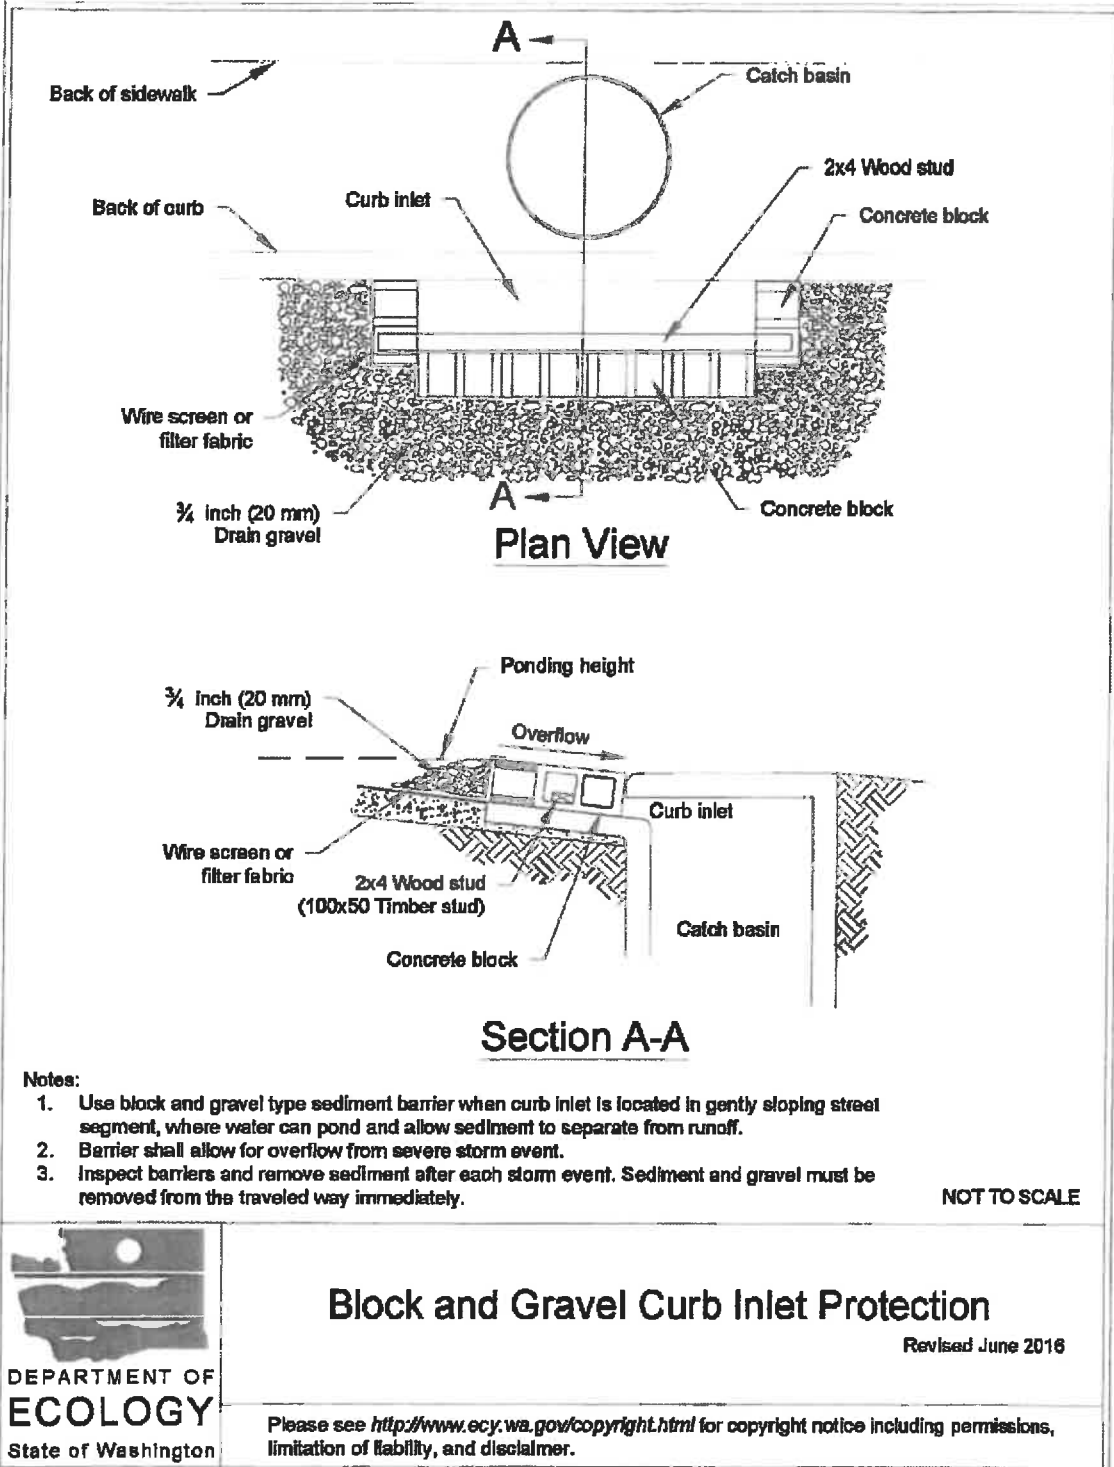 A
Back of sidewalk
Catch basin
2x4 Wood stud
Back of curb
Curb inlet
Concrete block
Wire screen or
filter fabric
A
¾ inch (20 mm)
Drain gravel
Concrete block
Plan View
Ponding height
¾ inch (20 mm)
Drain gravel
Overflow
Curb inlet
Wire screen or
filter fabric
2x4 Wood stud
(100x50 Timber stud)
Catch basin
Concrete block
Section A-A
Notes:
1. Use block and gravel type sediment barrier when curb inlet is located in gently sloping street
segment, where water can pond and allow sediment to separate from runoff.
2. Barrier shall allow for overflow from severe storm event.
3. Inspect barriers and remove sediment after each storm event. Sediment and gravel must be
removed from the traveled way immediately.
NOT TO SCALE
Block and Gravel Curb Inlet Protection
Revised June 2016
DEPARTMENT OF
ECOLOGY
State of Washington
Please see http://www.ecy.wa.gov/copyright.html for copyright notice including permissions,
limitation of liability, and disclaimer.